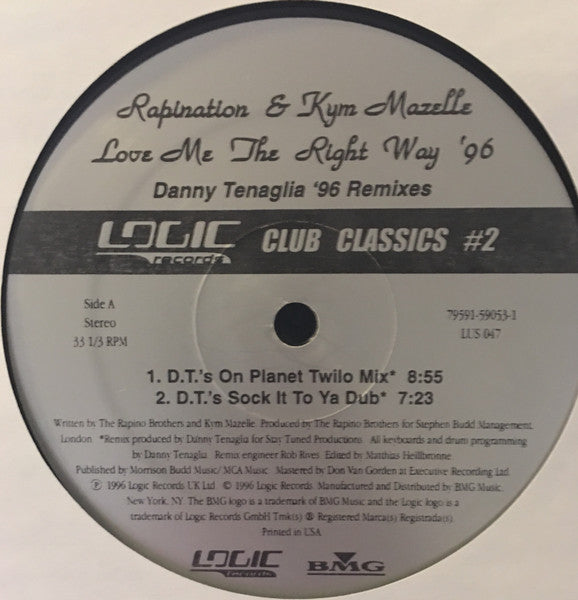 Rapination & Kym Mazelle
Love Me The Right Way '96
Danny Tenaglia '96 Remixes
LOGIC records CLUB CLASSICS #2
Side A
Stereo
33 1/3 RPM
79591-59053-1
LUS 047
1. D.T.'s On Planet Twilo Mix* 8:55
2. D.T.'s Sock It To Ya Dub* 7:23
Written by The Rapino Brothers and Kym Mazelle. Produced by The Rapino Brothers for Stephen Budd Management,
London *Remix produced by Danny Tenaglia for Stay Tuned Productions. All keyboards and drum programming
by Danny Tenaglia Remix engineer Rob Rives Edited by Matthias Heillbronne
Published by Morrison Budd Music/MCA Music Mastered by Don Van Gorden at Executive Recording Ltd.
℗ 1996 Logic Records UK Ltd. © 1996 Logic Records. Manufactured and Distributed by BMG Music,
New York, NY. The BMG logo is a trademark of BMG Music and the Logic logo is a
trademark of Logic Records GmbH Tmk(s) ® Registered Marca(s) Registrada(s).
Printed in USA
LOGIC records BMG